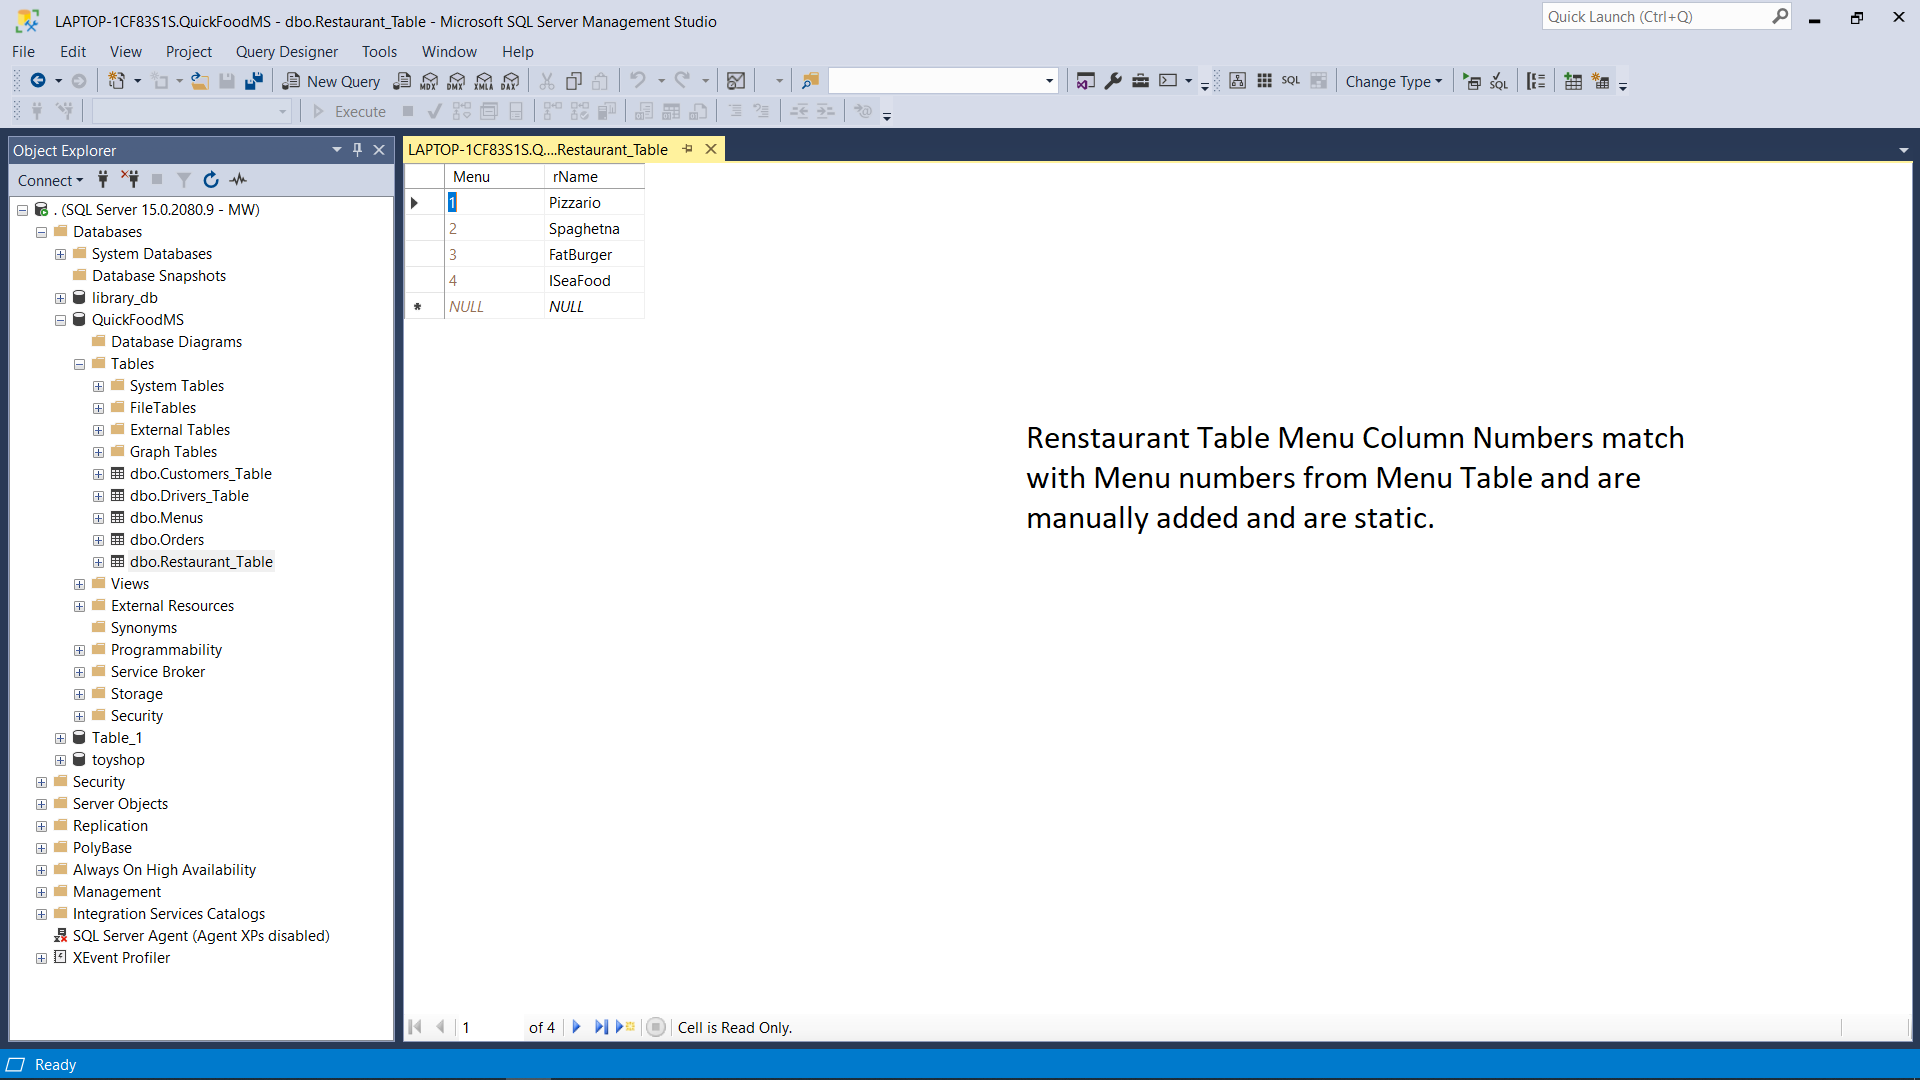 LAPTOP-1CF83S1S.QuickFoodMS - dbo.Restaurant_Table - Microsoft SQL Server Management Studio
Quick Launch (Ctrl+Q)
File Edit View Project Query Designer Tools Window Help
New Query MDX DMX XMLA DAX SQL Change Type SQL
Execute
Object Explorer
LAPTOP-1CF83S1S.Q....Restaurant_Table
Connect
. (SQL Server 15.0.2080.9 - MW)
Databases
System Databases
Database Snapshots
library_db
QuickFoodMS
Database Diagrams
Tables
System Tables
FileTables
External Tables
Graph Tables
dbo.Customers_Table
dbo.Drivers_Table
dbo.Menus
dbo.Orders
dbo.Restaurant_Table
Views
External Resources
Synonyms
Programmability
Service Broker
Storage
Security
Table_1
toyshop
Security
Server Objects
Replication
PolyBase
Always On High Availability
Management
Integration Services Catalogs
SQL Server Agent (Agent XPs disabled)
XEvent Profiler
Menu rName
1 Pizzario
2 Spaghetna
3 FatBurger
4 ISeaFood
NULL NULL
Renstaurant Table Menu Column Numbers match
with Menu numbers from Menu Table and are
manually added and are static.
1 of 4 Cell is Read Only.
Ready